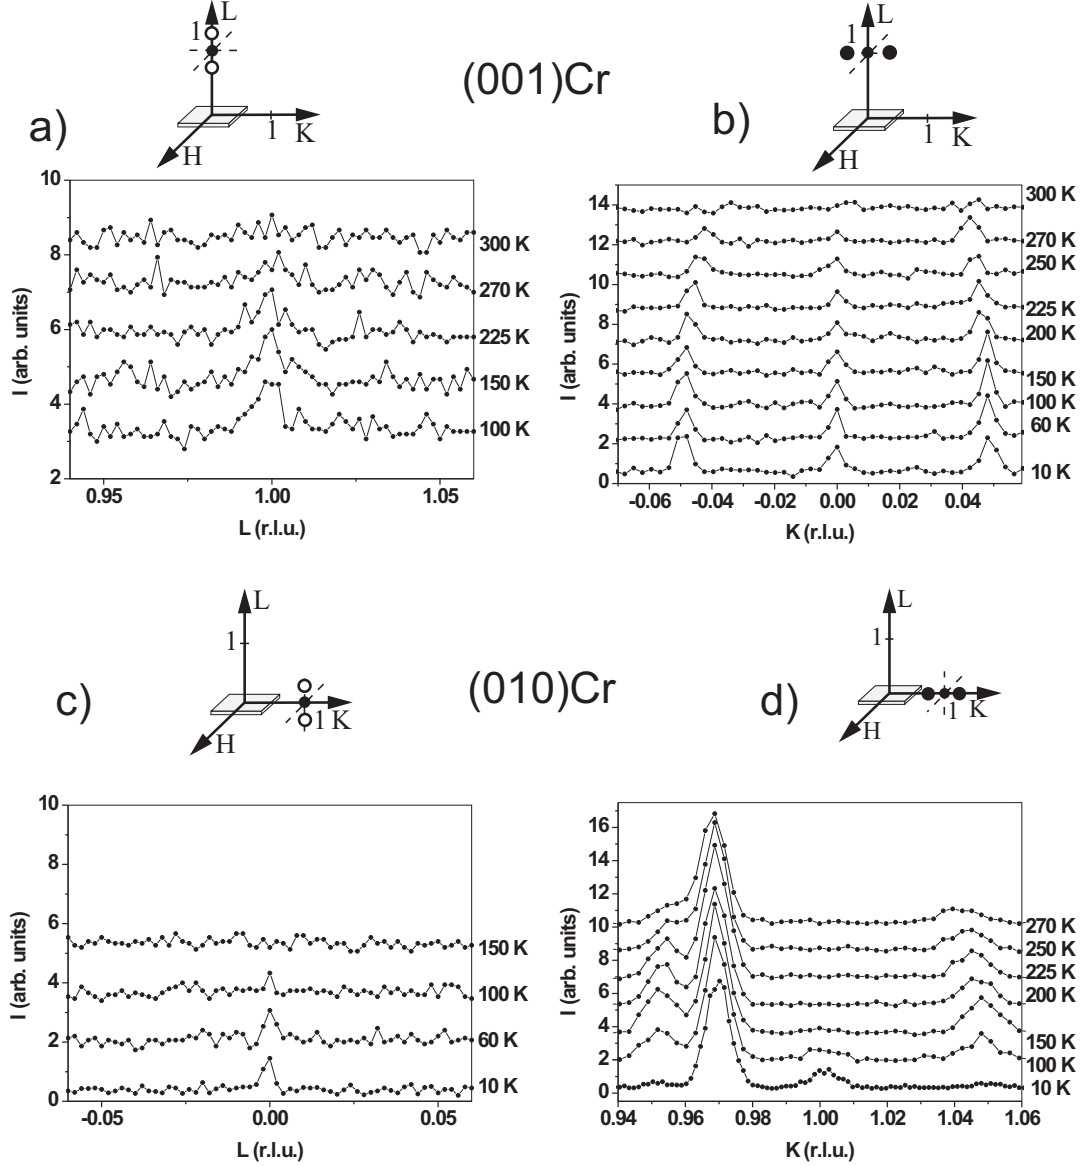 L
1
K
1
H
a)
(001)Cr
L
1
K
1
H
b)
10
8
6
4
2
I (arb. units)
300 K
270 K
225 K
150 K
100 K
0.95
1.00
1.05
L (r.l.u.)
14
12
10
8
6
4
2
0
I (arb. units)
300 K
270 K
250 K
225 K
200 K
150 K
100 K
60 K
10 K
-0.06
-0.04
-0.02
0.00
0.02
0.04
K (r.l.u.)
L
1
1 K
H
c)
(010)Cr
L
1
1 K
H
d)
10
8
6
4
2
0
I (arb. units)
150 K
100 K
60 K
10 K
-0.05
0.00
0.05
L (r.l.u.)
16
14
12
10
8
6
4
2
0
I (arb. units)
270 K
250 K
225 K
200 K
150 K
100 K
10 K
0.94
0.96
0.98
1.00
1.02
1.04
1.06
K (r.l.u.)